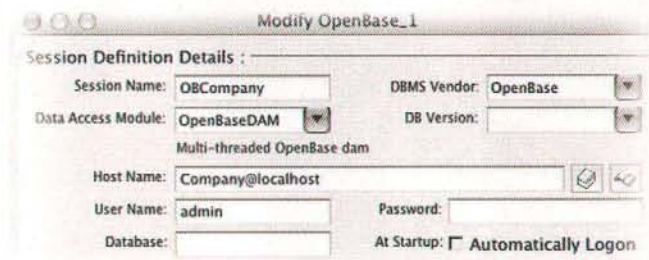 Modify OpenBase_1
Session Definition Details :
Session Name: OBCompany DBMS Vendor: OpenBase
Data Access Module: OpenBaseDAM DB Version:
Multi-threaded OpenBase dam
Host Name: Company@localhost
User Name: admin Password:
Database: At Startup: Automatically Logon